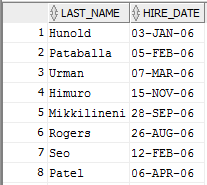 LAST_NAME HIRE_DATE
1 Hunold 03-JAN-06
2 Pataballa 05-FEB-06
3 Urman 07-MAR-06
4 Himuro 15-NOV-06
5 Mikkilineni 28-SEP-06
6 Rogers 26-AUG-06
7 Seo 12-FEB-06
8 Patel 06-APR-06